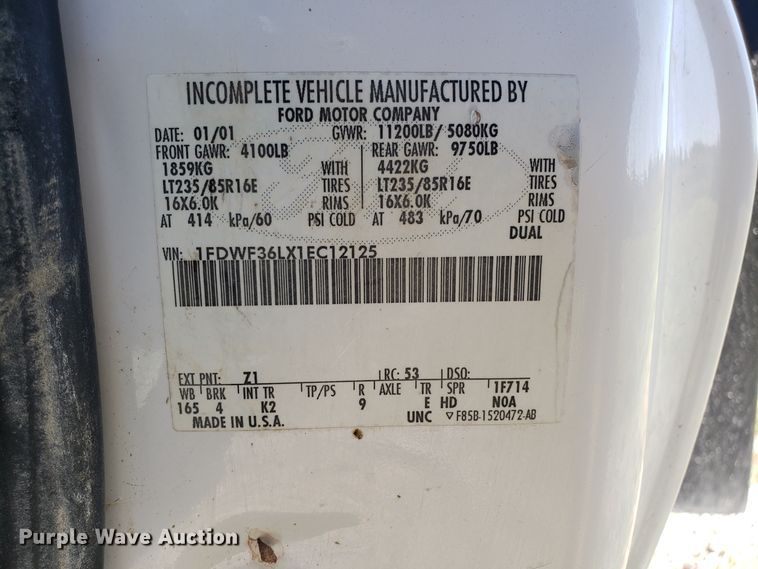 INCOMPLETE VEHICLE MANUFACTURED BY
FORD MOTOR COMPANY
DATE: 01/01 GVWR: 11200LB/ 5080KG
FRONT GAWR: 4100LB REAR GAWR: 9750LB
1859KG WITH 4422KG WITH
LT235/85R16E TIRES LT235/85R16E TIRES
16X6.0K RIMS 16X6.0K RIMS
AT 414 kPa/60 PSI COLD AT 483 kPa/70 PSI COLD
DUAL
VIN: 1FDWF36LX1EC12125
EXT PNT: Z1 RC: 53 DSO:
WB BRK INT TR TP/PS R AXLE TR SPR 1F714
165 4 K2 9 E HD N0A
MADE IN U.S.A. UNC F85B-1520472-AB
Purple Wave Auction